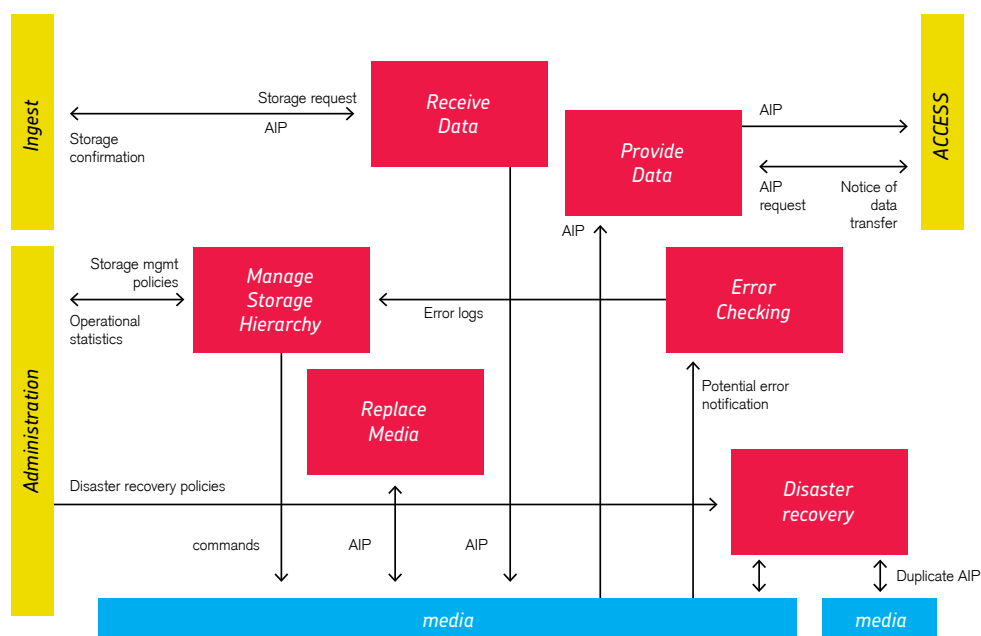 Ingest
Storage request
AIP
Storage
confirmation
Receive
Data
Provide
Data
AIP
AIP
request
Notice of
data
transfer
ACCESS
AIP
Administration
Storage mgmt
policies
Operational
statistics
Manage
Storage
Hierarchy
Error logs
Error
Checking
Replace
Media
Potential error
notification
Disaster recovery policies
Disaster
recovery
commands
AIP
AIP
Duplicate AIP
media
media